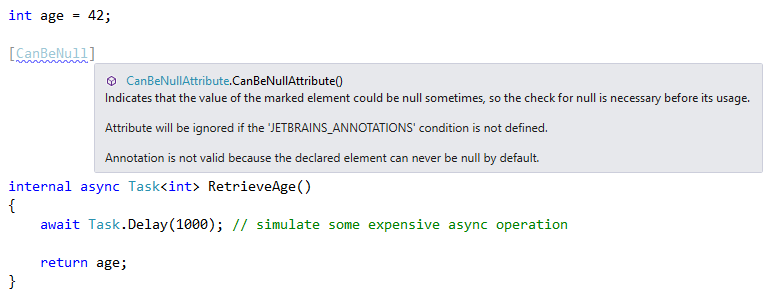 int age = 42;
[CanBeNull]
CanBeNullAttribute.CanBeNullAttribute()
Indicates that the value of the marked element could be null sometimes, so the check for null is necessary before its usage.
Attribute will be ignored if the 'JETBRAINS_ANNOTATIONS' condition is not defined.
Annotation is not valid because the declared element can never be null by default.
internal async Task<int> RetrieveAge()
{
    await Task.Delay(1000); // simulate some expensive async operation
    return age;
}